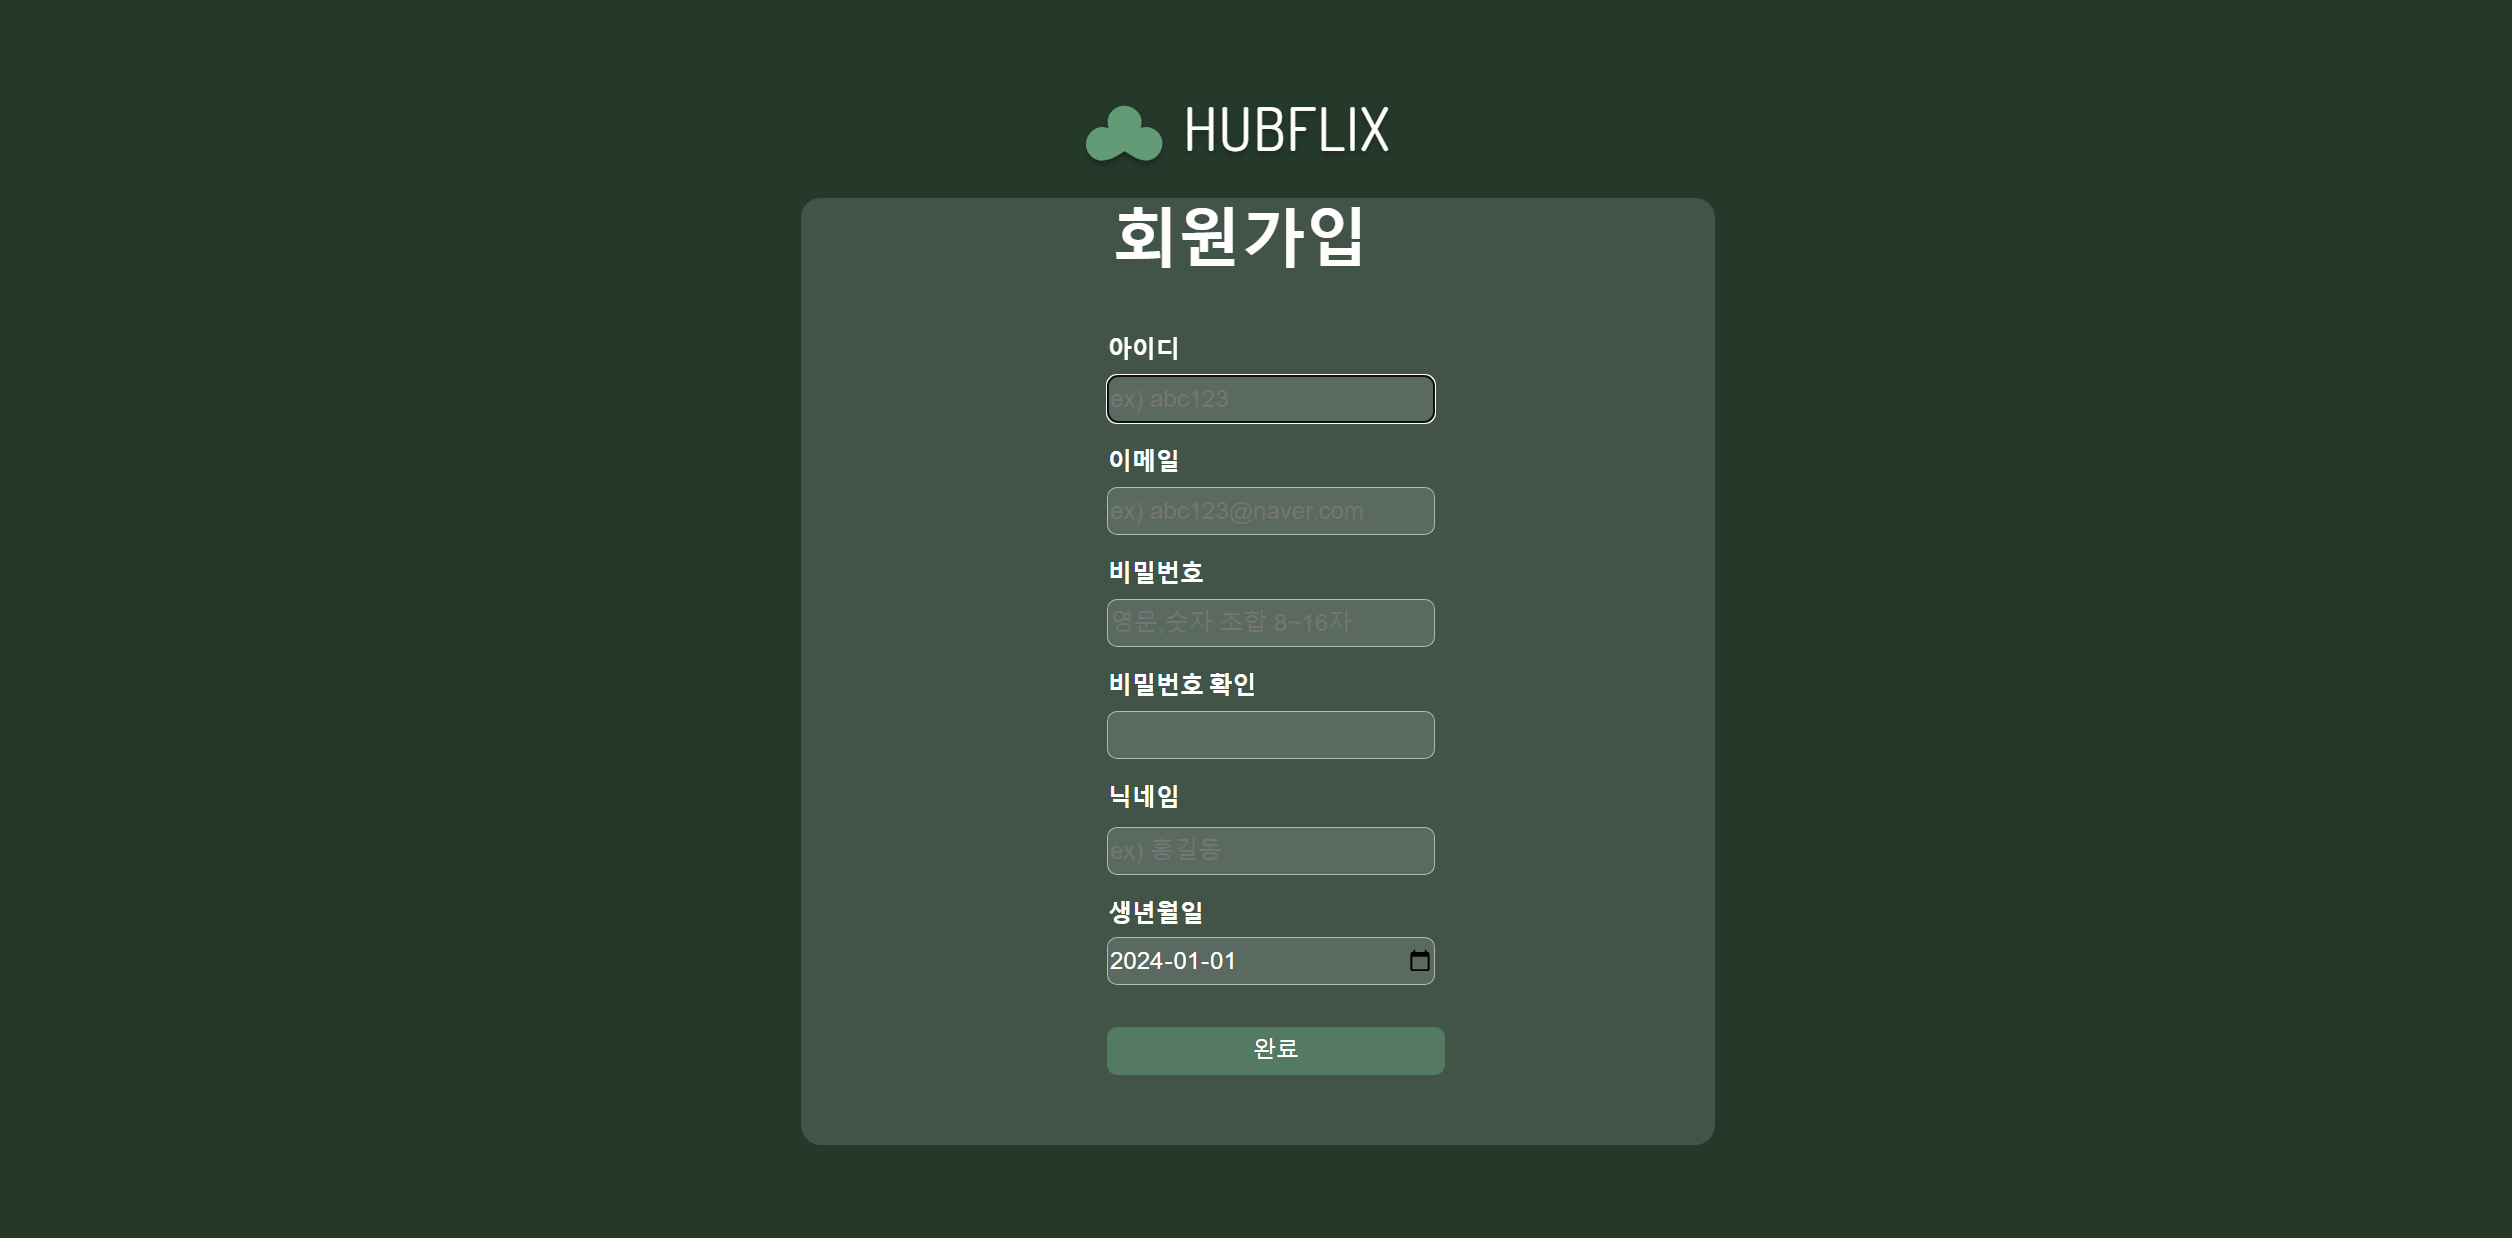 HUBFLIX
회원가입
아이디
ex) abc123
이메일
ex) abc123@naver.com
비밀번호
영문,숫자 조합 8~16자
비밀번호 확인
닉네임
ex) 홍길동
생년월일
2024-01-01
완료